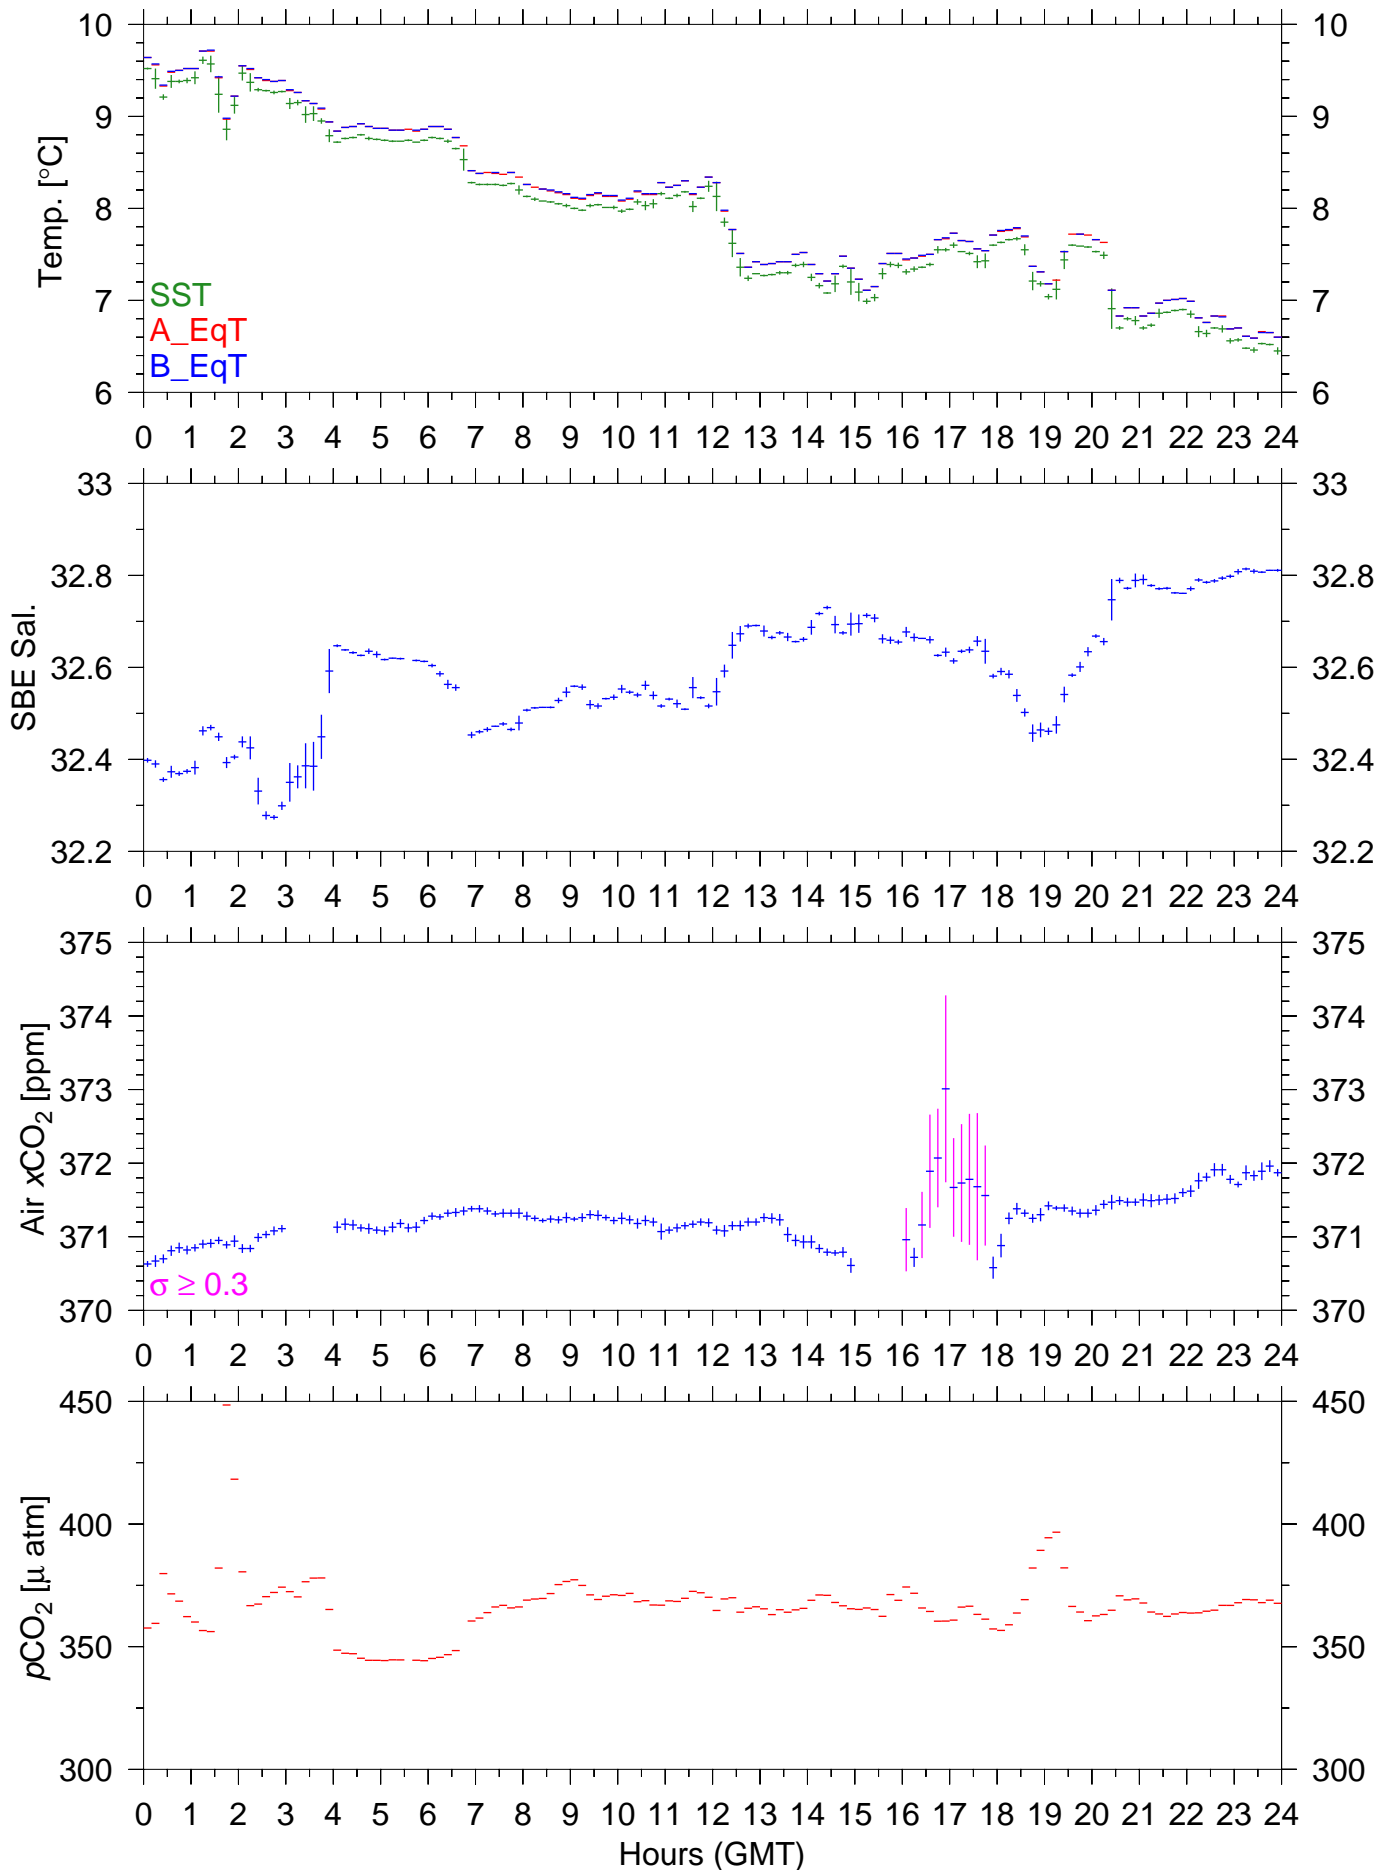 10 10
9 9
8 8
7 7
6 6
Temp. [°C]
SST
A_EqT
B_EqT
0 1 2 3 4 5 6 7 8 9 10 11 12 13 14 15 16 17 18 19 20 21 22 23 24
33 33
32.8 32.8
32.6 32.6
32.4 32.4
32.2 32.2
SBE Sal.
0 1 2 3 4 5 6 7 8 9 10 11 12 13 14 15 16 17 18 19 20 21 22 23 24
375 375
374 374
373 373
372 372
371 371
370 370
Air xCO₂ [ppm]
σ ≥ 0.3
0 1 2 3 4 5 6 7 8 9 10 11 12 13 14 15 16 17 18 19 20 21 22 23 24
450 450
400 400
350 350
300 300
pCO₂ [μ atm]
0 1 2 3 4 5 6 7 8 9 10 11 12 13 14 15 16 17 18 19 20 21 22 23 24
Hours (GMT)